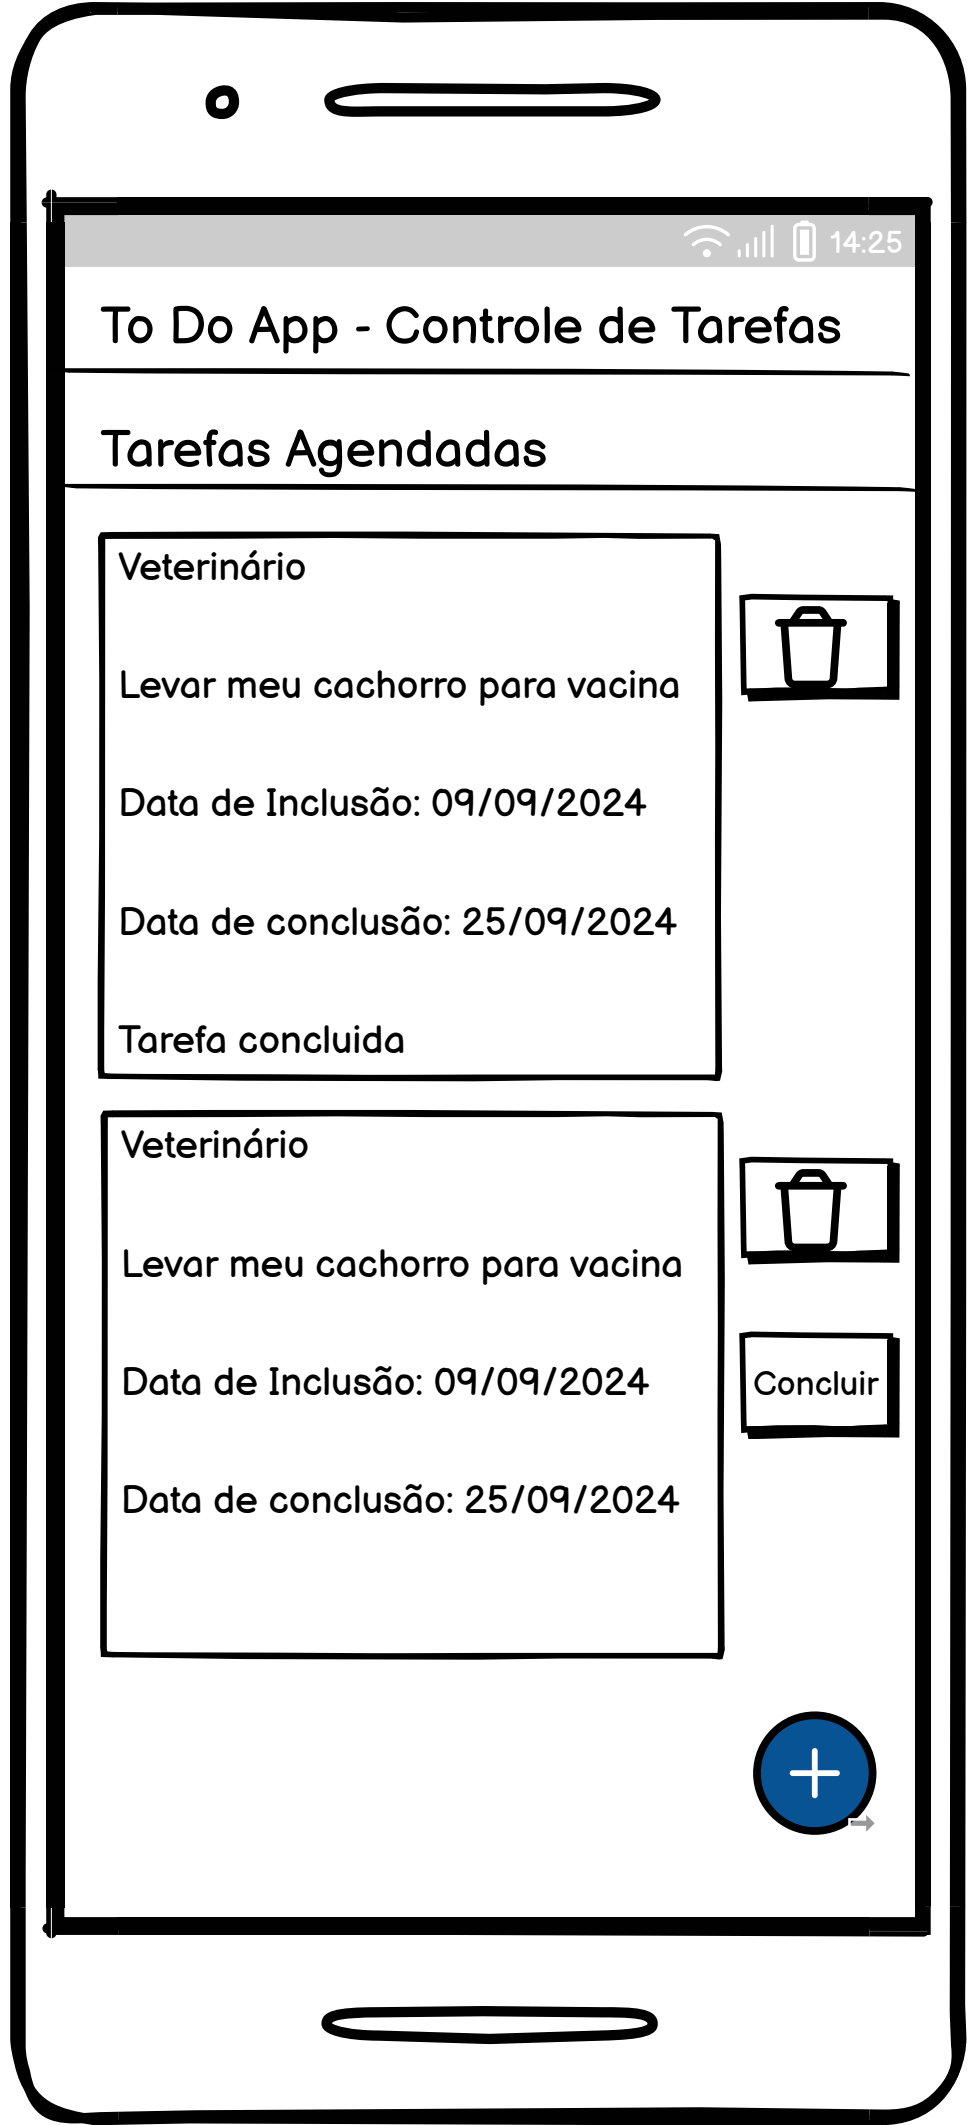 14:25
To Do App - Controle de Tarefas
Tarefas Agendadas
Veterinário
Levar meu cachorro para vacina
Data de Inclusão: 09/09/2024
Data de conclusão: 25/09/2024
Tarefa concluida
Veterinário
Levar meu cachorro para vacina
Data de Inclusão: 09/09/2024
Concluir
Data de conclusão: 25/09/2024